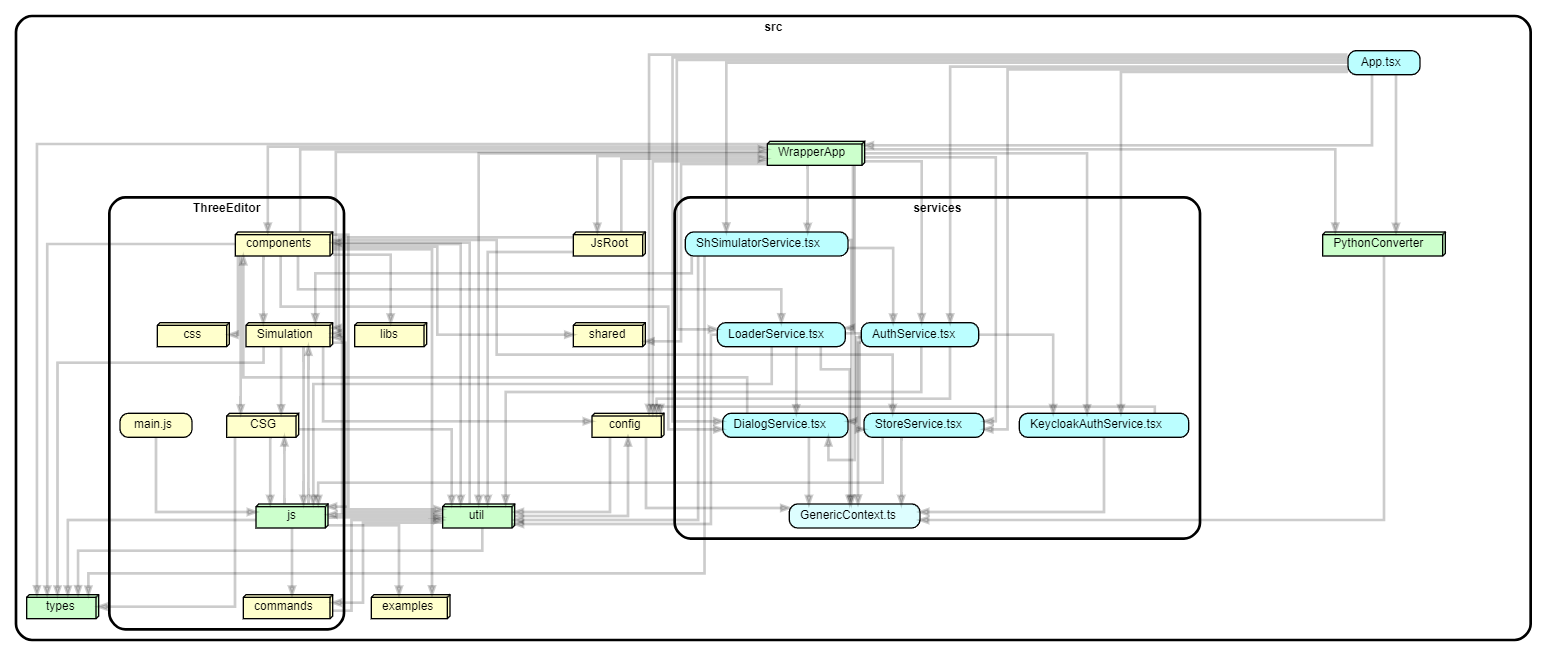 src
App.tsx
WrapperApp
ThreeEditor
services
components
JsRoot
ShSimulatorService.tsx
PythonConverter
css
Simulation
libs
shared
LoaderService.tsx
AuthService.tsx
main.js
CSG
config
DialogService.tsx
StoreService.tsx
KeycloakAuthService.tsx
js
util
GenericContext.ts
types
commands
examples